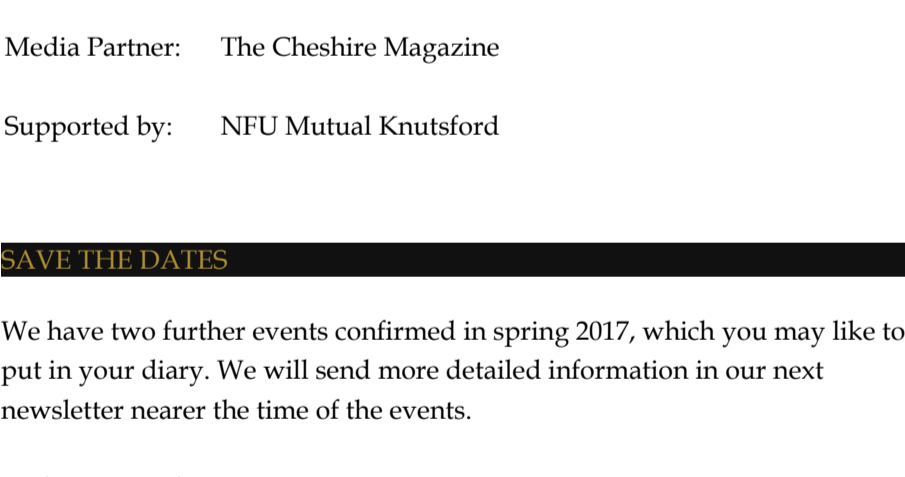 Media Partner: The Cheshire Magazine
Supported by: NFU Mutual Knutsford
SAVE THE DATES
We have two further events confirmed in spring 2017, which you may like to
put in your diary. We will send more detailed information in our next
newsletter nearer the time of the events.